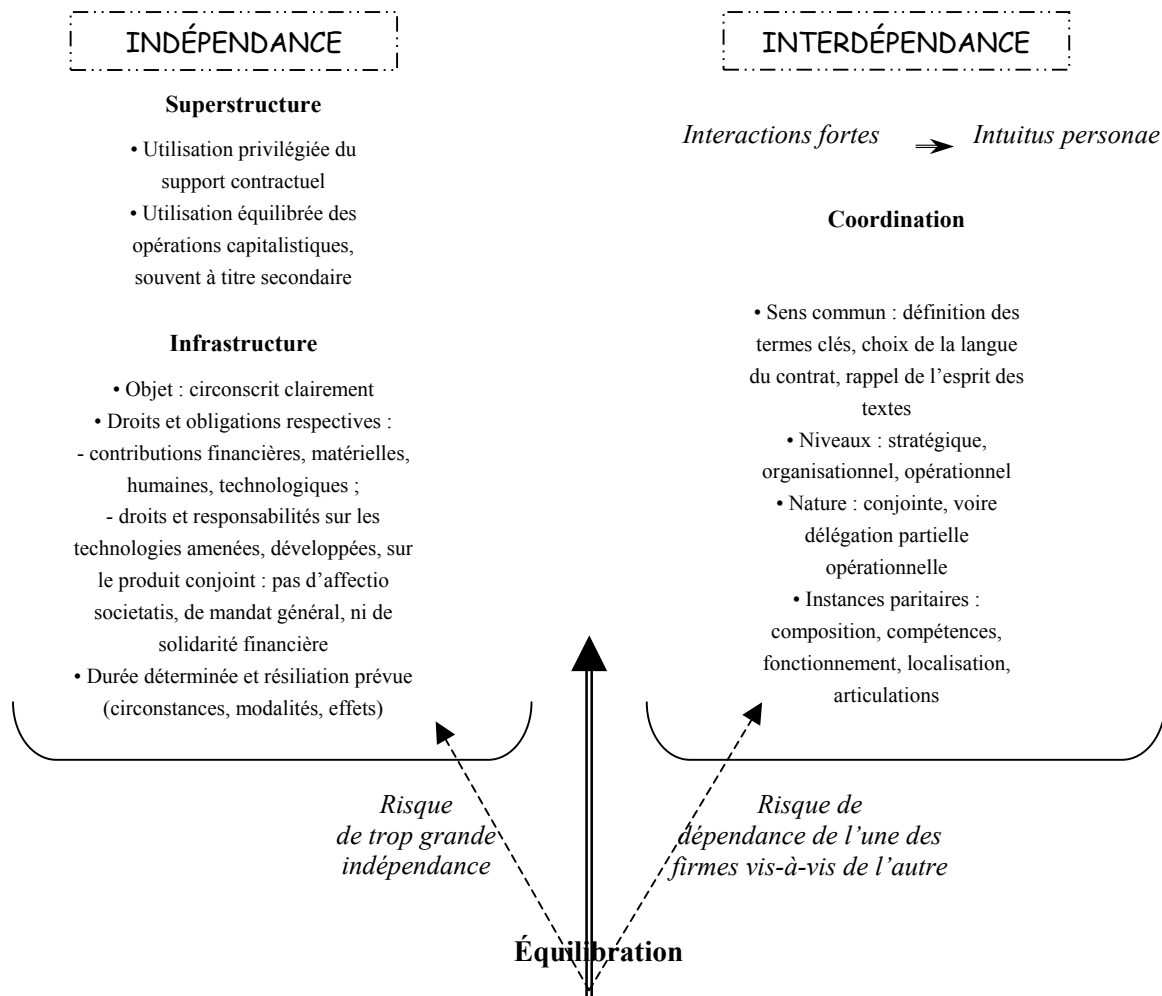 INDÉPENDANCE
Superstructure
• Utilisation privilégiée du
support contractuel
• Utilisation équilibrée des
opérations capitalistiques,
souvent à titre secondaire
Infrastructure
• Objet : circonscrit clairement
• Droits et obligations respectives :
- contributions financières, matérielles,
humaines, technologiques ;
- droits et responsabilités sur les
technologies amenées, développées, sur
le produit conjoint : pas d’affectio
societatis, de mandat général, ni de
solidarité financière
• Durée déterminée et résiliation prévue
(circonstances, modalités, effets)
INTERDÉPENDANCE
Interactions fortes Intuitus personae
Coordination
• Sens commun : définition des
termes clés, choix de la langue
du contrat, rappel de l’esprit des
textes
• Niveaux : stratégique,
organisationnel, opérationnel
• Nature : conjointe, voire
délégation partielle
opérationnelle
• Instances paritaires :
composition, compétences,
fonctionnement, localisation,
articulations
Risque
de trop grande
indépendance
Risque de
dépendance de l’une des
firmes vis-à-vis de l’autre
Équilibration